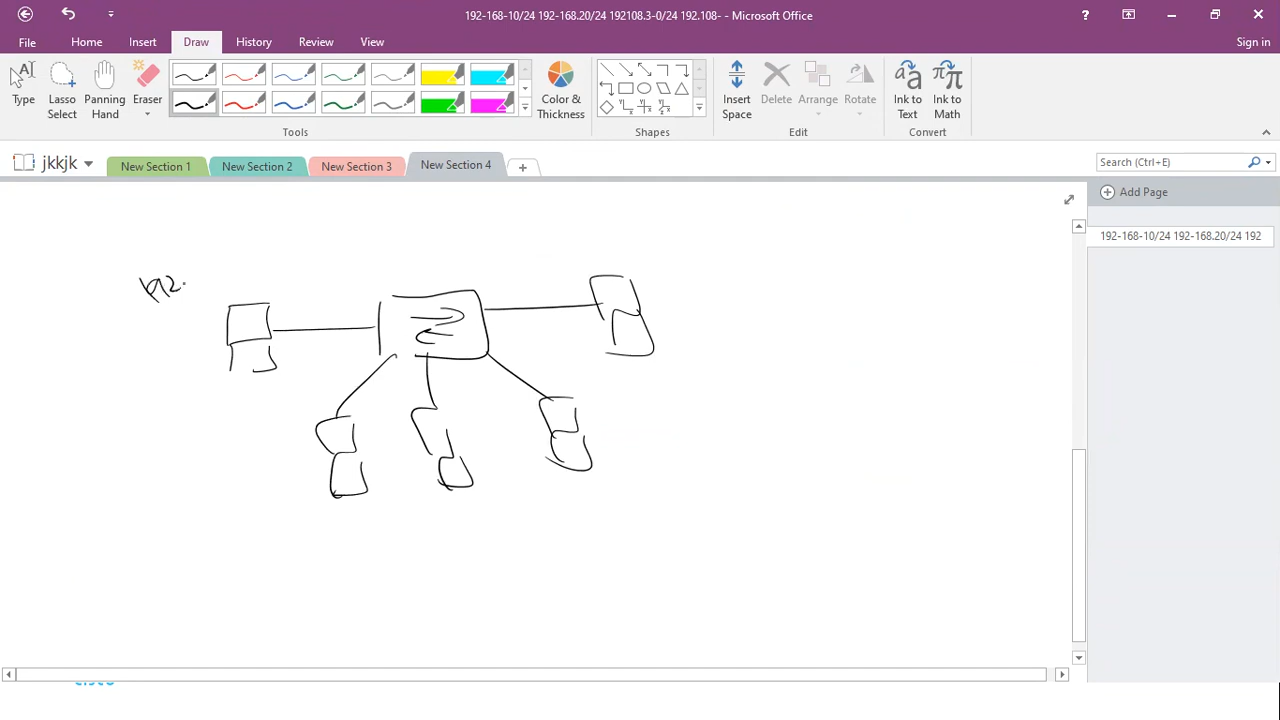 192-168-10/24 192-168.20/24 192108.3-0/24 192.108- - Microsoft Office
File Home Insert Draw History Review View Sign in
Type
Lasso Select
Panning Hand
Eraser
Color & Thickness
Insert Space
Delete
Arrange
Rotate
Ink to Text
Ink to Math
Tools
Shapes
Edit
Convert
jkkjk New Section 1 New Section 2 New Section 3 New Section 4 Search (Ctrl+E)
Add Page
192-168-10/24 192-168.20/24 192
192.